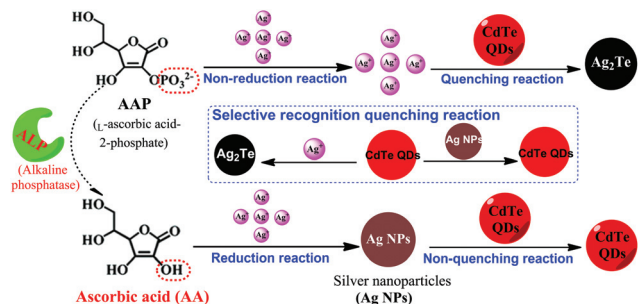 HO
HO
O
O
HO
OPO₃²⁻
AAP
(L-ascorbic acid-
2-phosphate)
Ag⁺
Ag⁺ Ag⁺ Ag⁺
Ag⁺
Non-reduction reaction
Ag⁺
Ag⁺ Ag⁺ Ag⁺
Ag⁺
CdTe
QDs
Quenching reaction
Ag₂Te
Selective recognition quenching reaction
Ag₂Te
Ag⁺
CdTe QDs
Ag NPs
CdTe QDs
ALP
(Alkaline
phosphatase)
HO
HO
O
O
HO
OH
Ascorbic acid (AA)
Ag⁺
Ag⁺ Ag⁺ Ag⁺
Ag⁺
Reduction reaction
Ag NPs
Silver nanoparticles
(Ag NPs)
CdTe
QDs
Non-quenching reaction
CdTe
QDs